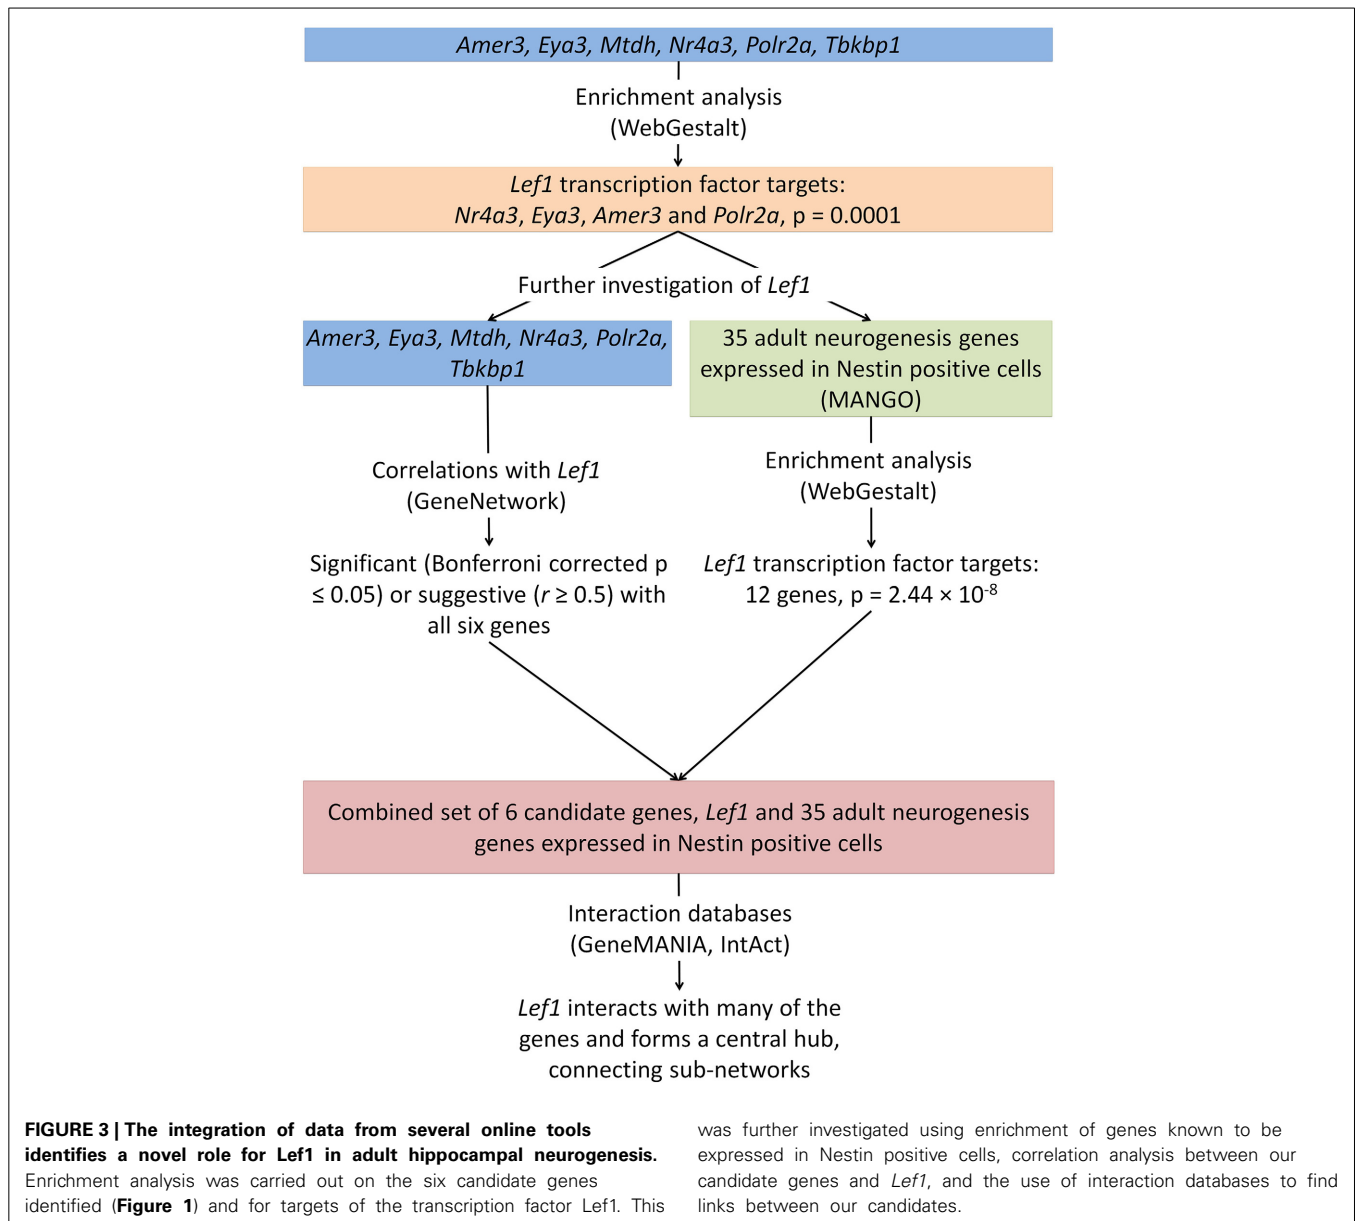 Amer3, Eya3, Mtdh, Nr4a3, Polr2a, Tbkbp1
Enrichment analysis
(WebGestalt)
Lef1 transcription factor targets:
Nr4a3, Eya3, Amer3 and Polr2a, p = 0.0001
Further investigation of Lef1
Amer3, Eya3, Mtdh, Nr4a3, Polr2a,
Tbkbp1
Correlations with Lef1
(GeneNetwork)
Significant (Bonferroni corrected p
≤ 0.05) or suggestive (r ≥ 0.5) with
all six genes
35 adult neurogenesis genes
expressed in Nestin positive cells
(MANGO)
Enrichment analysis
(WebGestalt)
Lef1 transcription factor targets:
12 genes, p = 2.44 × 10⁻⁸
Combined set of 6 candidate genes, Lef1 and 35 adult neurogenesis
genes expressed in Nestin positive cells
Interaction databases
(GeneMANIA, IntAct)
Lef1 interacts with many of the
genes and forms a central hub,
connecting sub-networks
FIGURE 3 | The integration of data from several online tools
identifies a novel role for Lef1 in adult hippocampal neurogenesis.
Enrichment analysis was carried out on the six candidate genes
identified (Figure 1) and for targets of the transcription factor Lef1. This
was further investigated using enrichment of genes known to be
expressed in Nestin positive cells, correlation analysis between our
candidate genes and Lef1, and the use of interaction databases to find
links between our candidates.